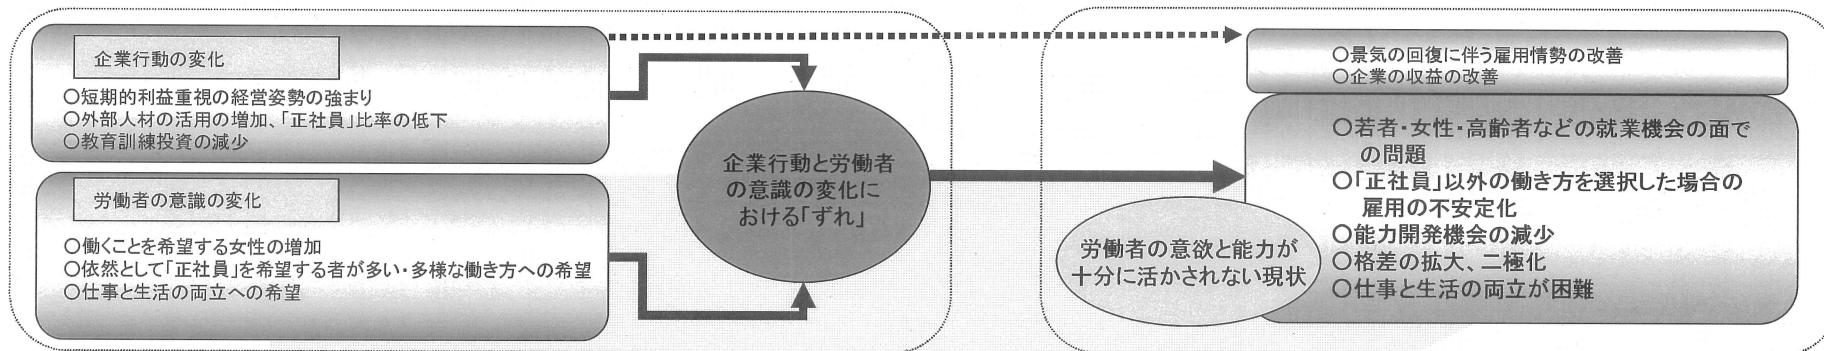 企業行動の変化
○短期的利益重視の経営姿勢の強まり
○外部人材の活用の増加、「正社員」比率の低下
○教育訓練投資の減少
労働者の意識の変化
○働くことを希望する女性の増加
○依然として「正社員」を希望する者が多い・多様な働き方への希望
○仕事と生活の両立への希望
企業行動と労働者
の意識の変化に
おける「ずれ」
○景気の回復に伴う雇用情勢の改善
○企業の収益の改善
○若者・女性・高齢者などの就業機会の面で
の問題
○「正社員」以外の働き方を選択した場合の
雇用の不安定化
○能力開発機会の減少
○格差の拡大、二極化
○仕事と生活の両立が困難
労働者の意欲と能力が
十分に活かされない現状